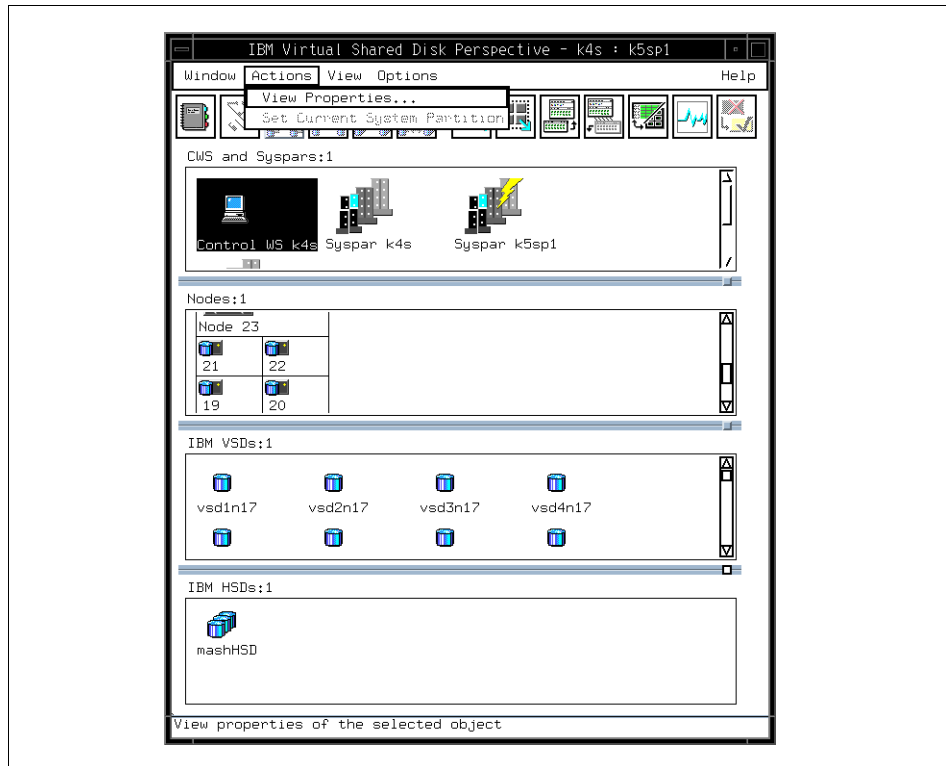 IBM Virtual Shared Disk Perspective - k4s : k5sp1
Window Actions View Options Help
View Properties...
Set Current System Partition
CWS and Syspars:1
Control WS k4s Syspar k4s Syspar k5sp1
Nodes:1
Node 23
21 22
19 20
IBM VSDs:1
vsd1n17 vsd2n17 vsd3n17 vsd4n17
IBM HSDs:1
mashHSD
View properties of the selected object